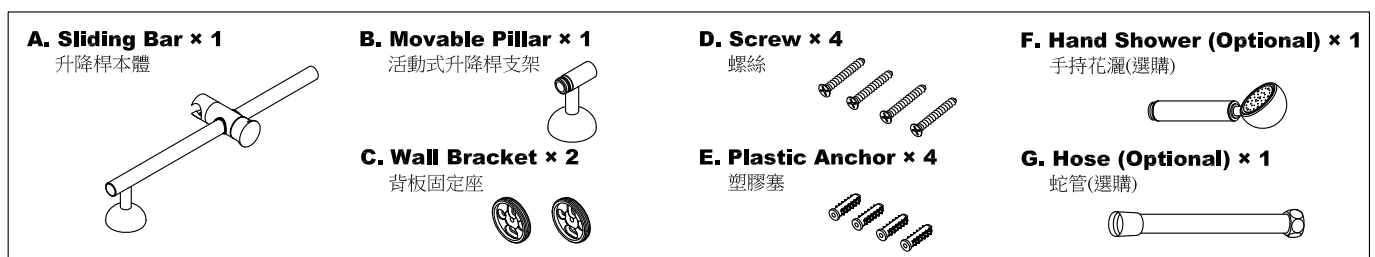 A. Sliding Bar × 1
升降桿本體
B. Movable Pillar × 1
活動式升降桿支架
C. Wall Bracket × 2
背板固定座
D. Screw × 4
螺絲
E. Plastic Anchor × 4
塑膠塞
F. Hand Shower (Optional) × 1
手持花灑(選購)
G. Hose (Optional) × 1
蛇管(選購)